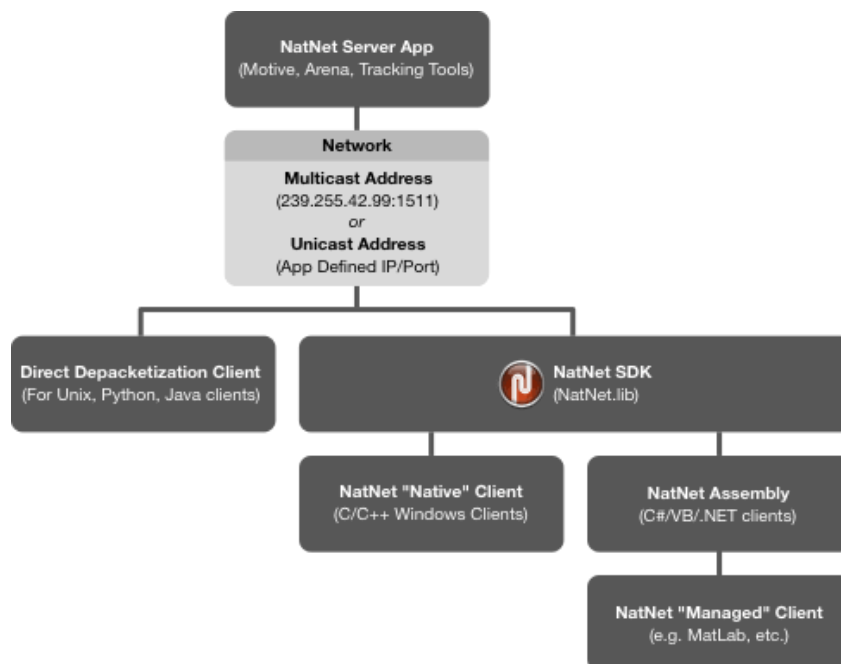 NatNet Server App
(Motive, Arena, Tracking Tools)
Network
Multicast Address
(239.255.42.99:1511)
or
Unicast Address
(App Defined IP/Port)
Direct Depacketization Client
(For Unix, Python, Java clients)
NatNet SDK
(NatNet.lib)
NatNet "Native" Client
(C/C++ Windows Clients)
NatNet Assembly
(C#/VB/.NET clients)
NatNet "Managed" Client
(e.g. MatLab, etc.)